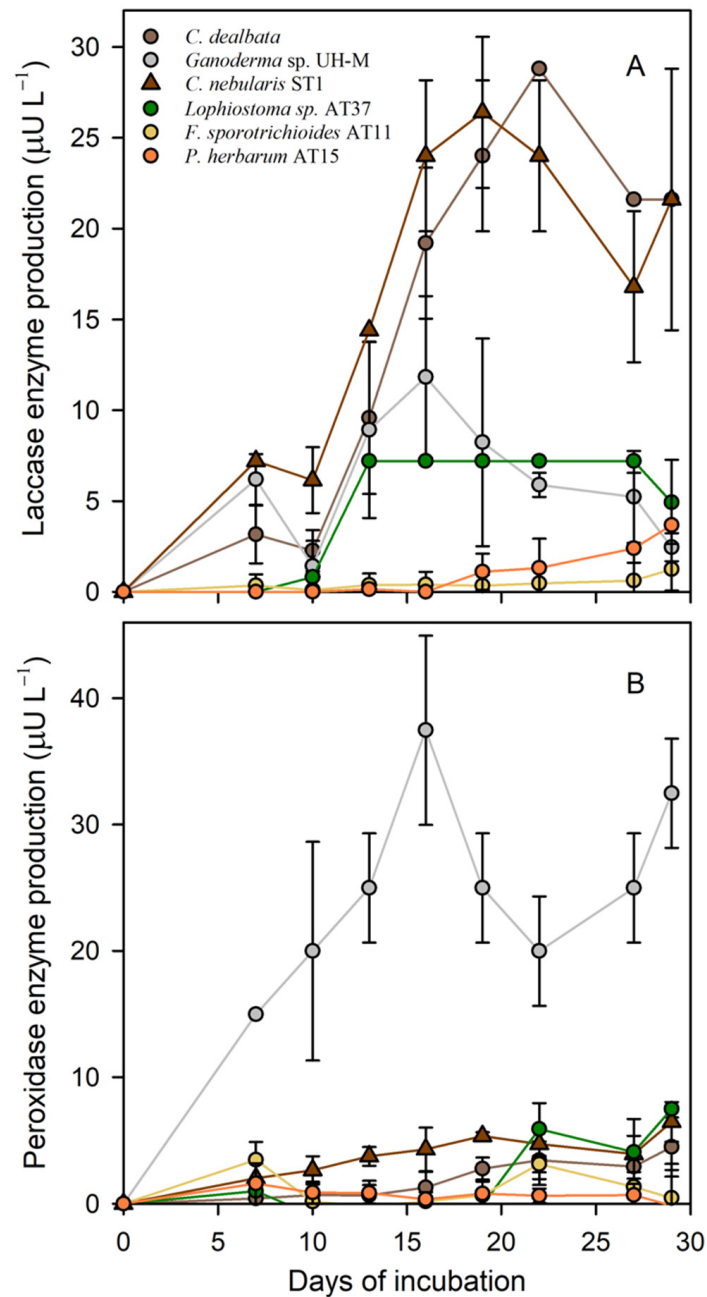 A
C. dealbata
Ganoderma sp. UH-M
C. nebularis ST1
Lophiostoma sp. AT37
F. sporotrichioides AT11
P. herbarum AT15
Laccase enzyme production (µU L⁻¹)
30
25
20
15
10
5
0
B
Peroxidase enzyme production (µU L⁻¹)
40
30
20
10
0
0 5 10 15 20 25 30
Days of incubation